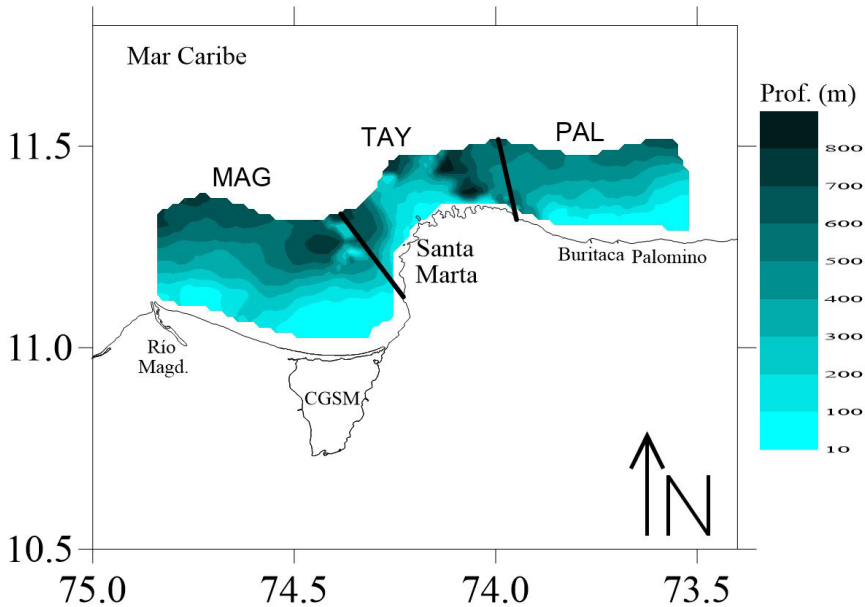 Mar Caribe
Prof. (m)
TAY
PAL
MAG
11.5
11.0
10.5
Santa
Marta
Buritaca
Palomino
Rio
Magd.
CGSM
N
75.0
74.5
74.0
73.5
800
700
600
500
400
300
200
100
10